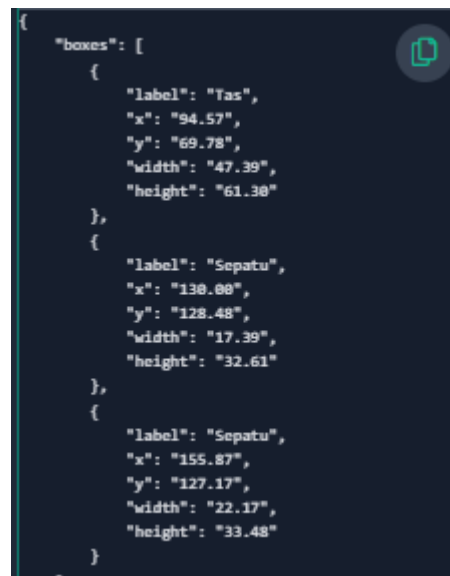 {
"boxes": [
{
"label": "Tas",
"x": "94.57",
"y": "69.78",
"width": "47.39",
"height": "61.30"
},
{
"label": "Sepatu",
"x": "130.00",
"y": "128.48",
"width": "17.39",
"height": "32.61"
},
{
"label": "Sepatu",
"x": "155.87",
"y": "127.17",
"width": "22.17",
"height": "33.48"
}